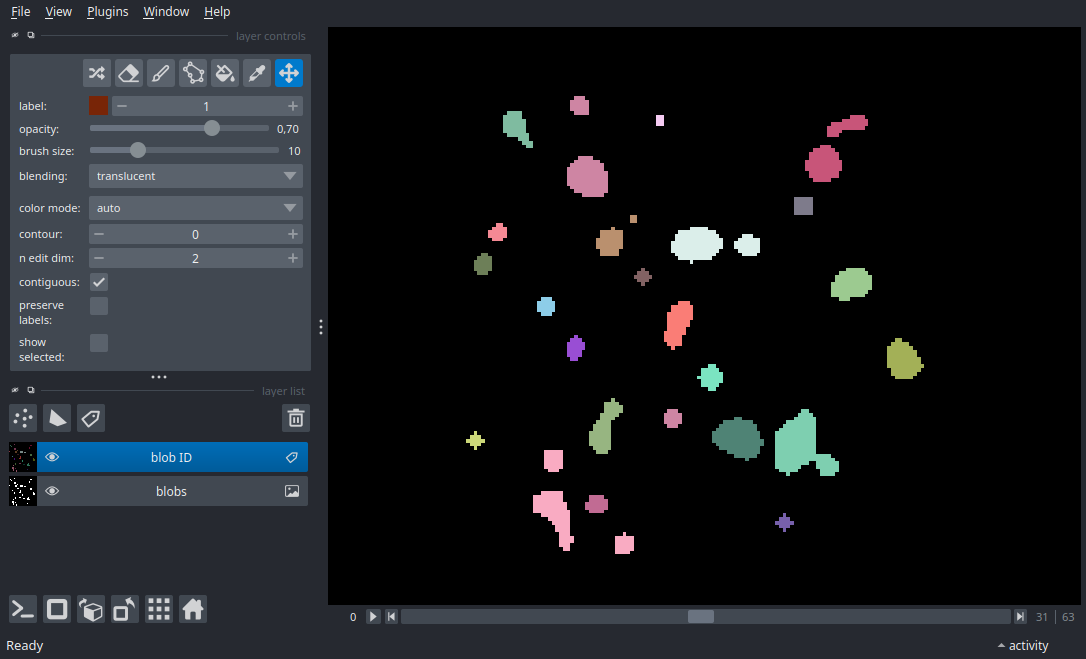 File View Plugins Window Help
layer controls
label: 1
opacity: 0,70
brush size: 10
blending: translucent
color mode: auto
contour: 0
n edit dim: 2
contiguous:
preserve
labels:
show
selected:
layer list
blob ID
blobs
0 31 63
Ready activity